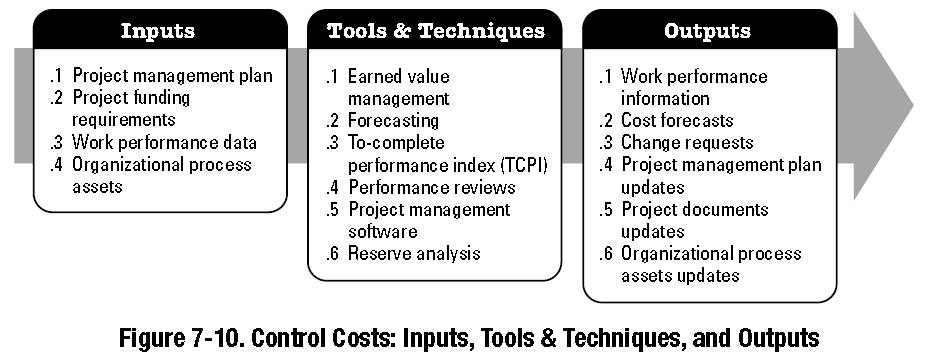 Inputs
.1 Project management plan
.2 Project funding
requirements
.3 Work performance data
.4 Organizational process
assets
Tools & Techniques
.1 Earned value
management
.2 Forecasting
.3 To-complete
performance index (TCPI)
.4 Performance reviews
.5 Project management
software
.6 Reserve analysis
Outputs
.1 Work performance
information
.2 Cost forecasts
.3 Change requests
.4 Project management plan
updates
.5 Project documents
updates
.6 Organizational process
assets updates
Figure 7-10. Control Costs: Inputs, Tools & Techniques, and Outputs